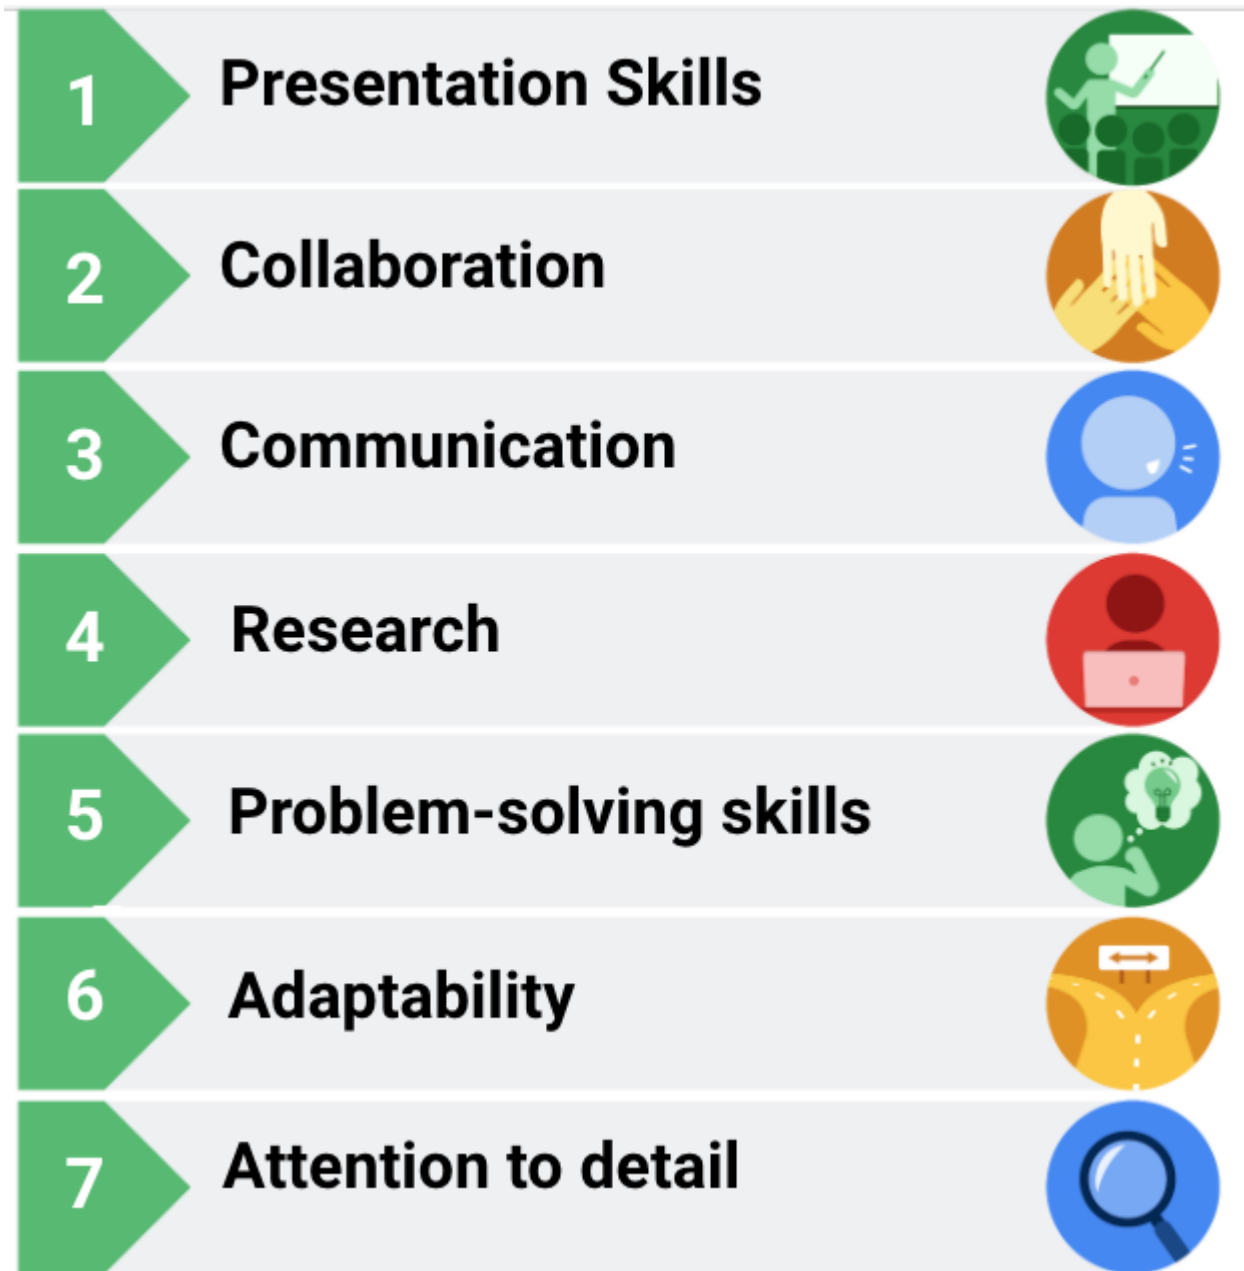 1 Presentation Skills
2 Collaboration
3 Communication
4 Research
5 Problem-solving skills
6 Adaptability
7 Attention to detail